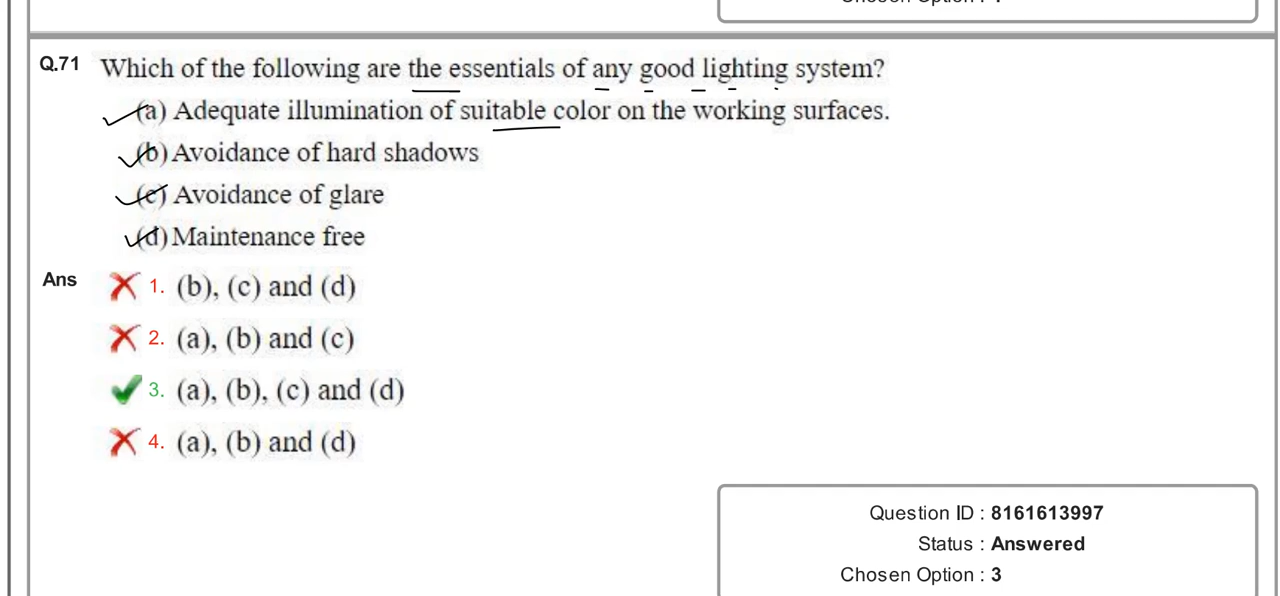 Q.71 Which of the following are the essentials of any good lighting system?
(a) Adequate illumination of suitable color on the working surfaces.
(b) Avoidance of hard shadows
(c) Avoidance of glare
(d) Maintenance free
Ans 1. (b), (c) and (d)
2. (a), (b) and (c)
3. (a), (b), (c) and (d)
4. (a), (b) and (d)
Question ID : 8161613997
Status : Answered
Chosen Option : 3